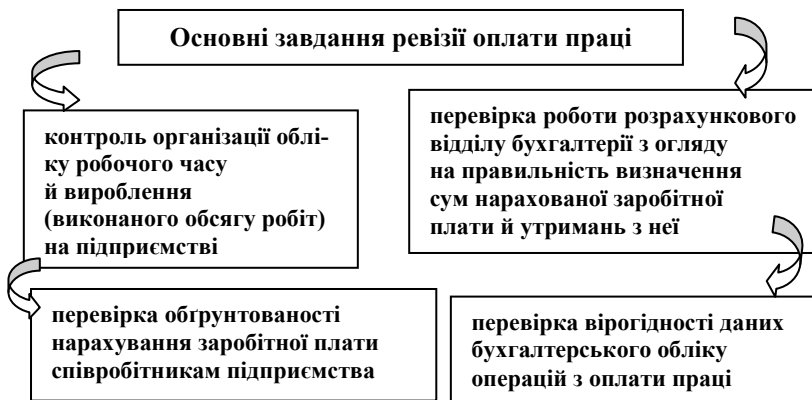 Основні завдання ревізії оплати праці
контроль організації облі-
ку робочого часу
й вироблення
(виконаного обсягу робіт)
на підприємстві
перевірка роботи розрахункового
відділу бухгалтерії з огляду
на правильність визначення
сум нарахованої заробітної
плати й утримань з неї
перевірка обґрунтованості
нарахування заробітної плати
співробітникам підприємства
перевірка вірогідності даних
бухгалтерського обліку
операцій з оплати праці